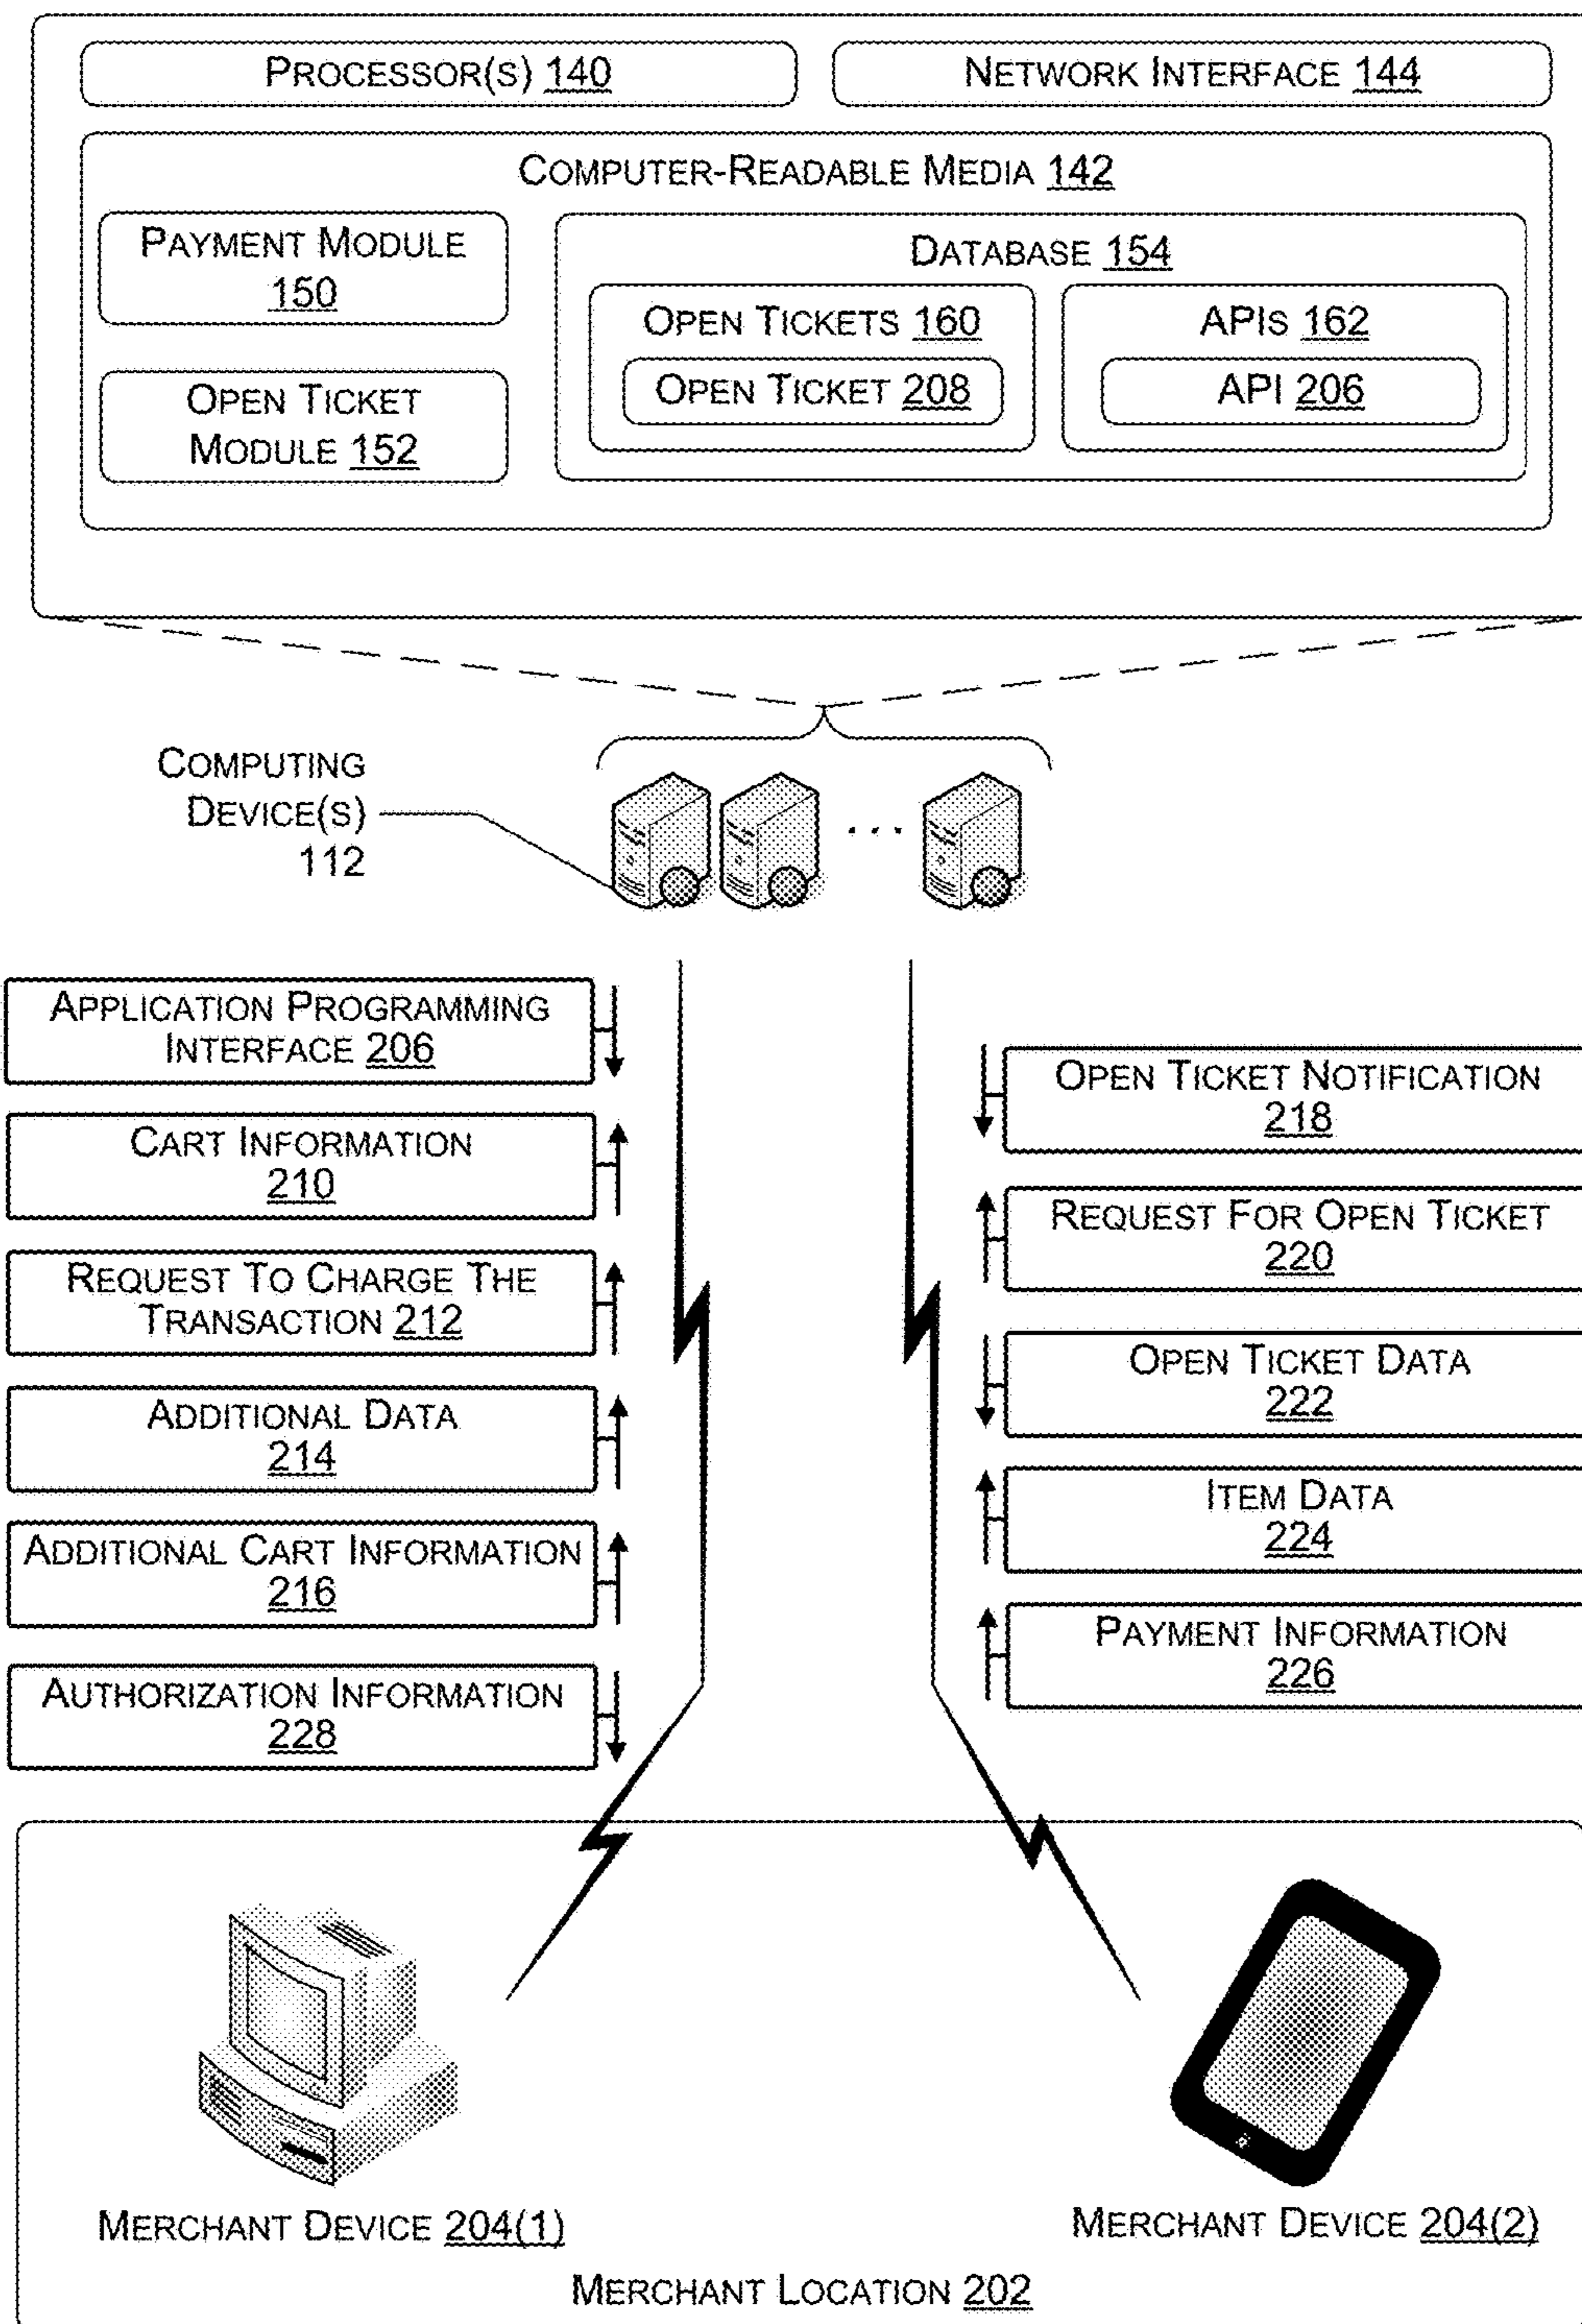 PROCESSOR(S) 140
NETWORK INTERFACE 144
COMPUTER-READABLE MEDIA 142
PAYMENT MODULE
150
OPEN TICKET
MODULE 152
DATABASE 154
OPEN TICKETS 160
OPEN TICKET 208
APIS 162
API 206
COMPUTING
DEVICE(S)
112
...
APPLICATION PROGRAMMING
INTERFACE 206
CART INFORMATION
210
REQUEST TO CHARGE THE
TRANSACTION 212
ADDITIONAL DATA
214
ADDITIONAL CART INFORMATION
216
AUTHORIZATION INFORMATION
228
OPEN TICKET NOTIFICATION
218
REQUEST FOR OPEN TICKET
220
OPEN TICKET DATA
222
ITEM DATA
224
PAYMENT INFORMATION
226
MERCHANT DEVICE 204(1)
MERCHANT DEVICE 204(2)
MERCHANT LOCATION 202